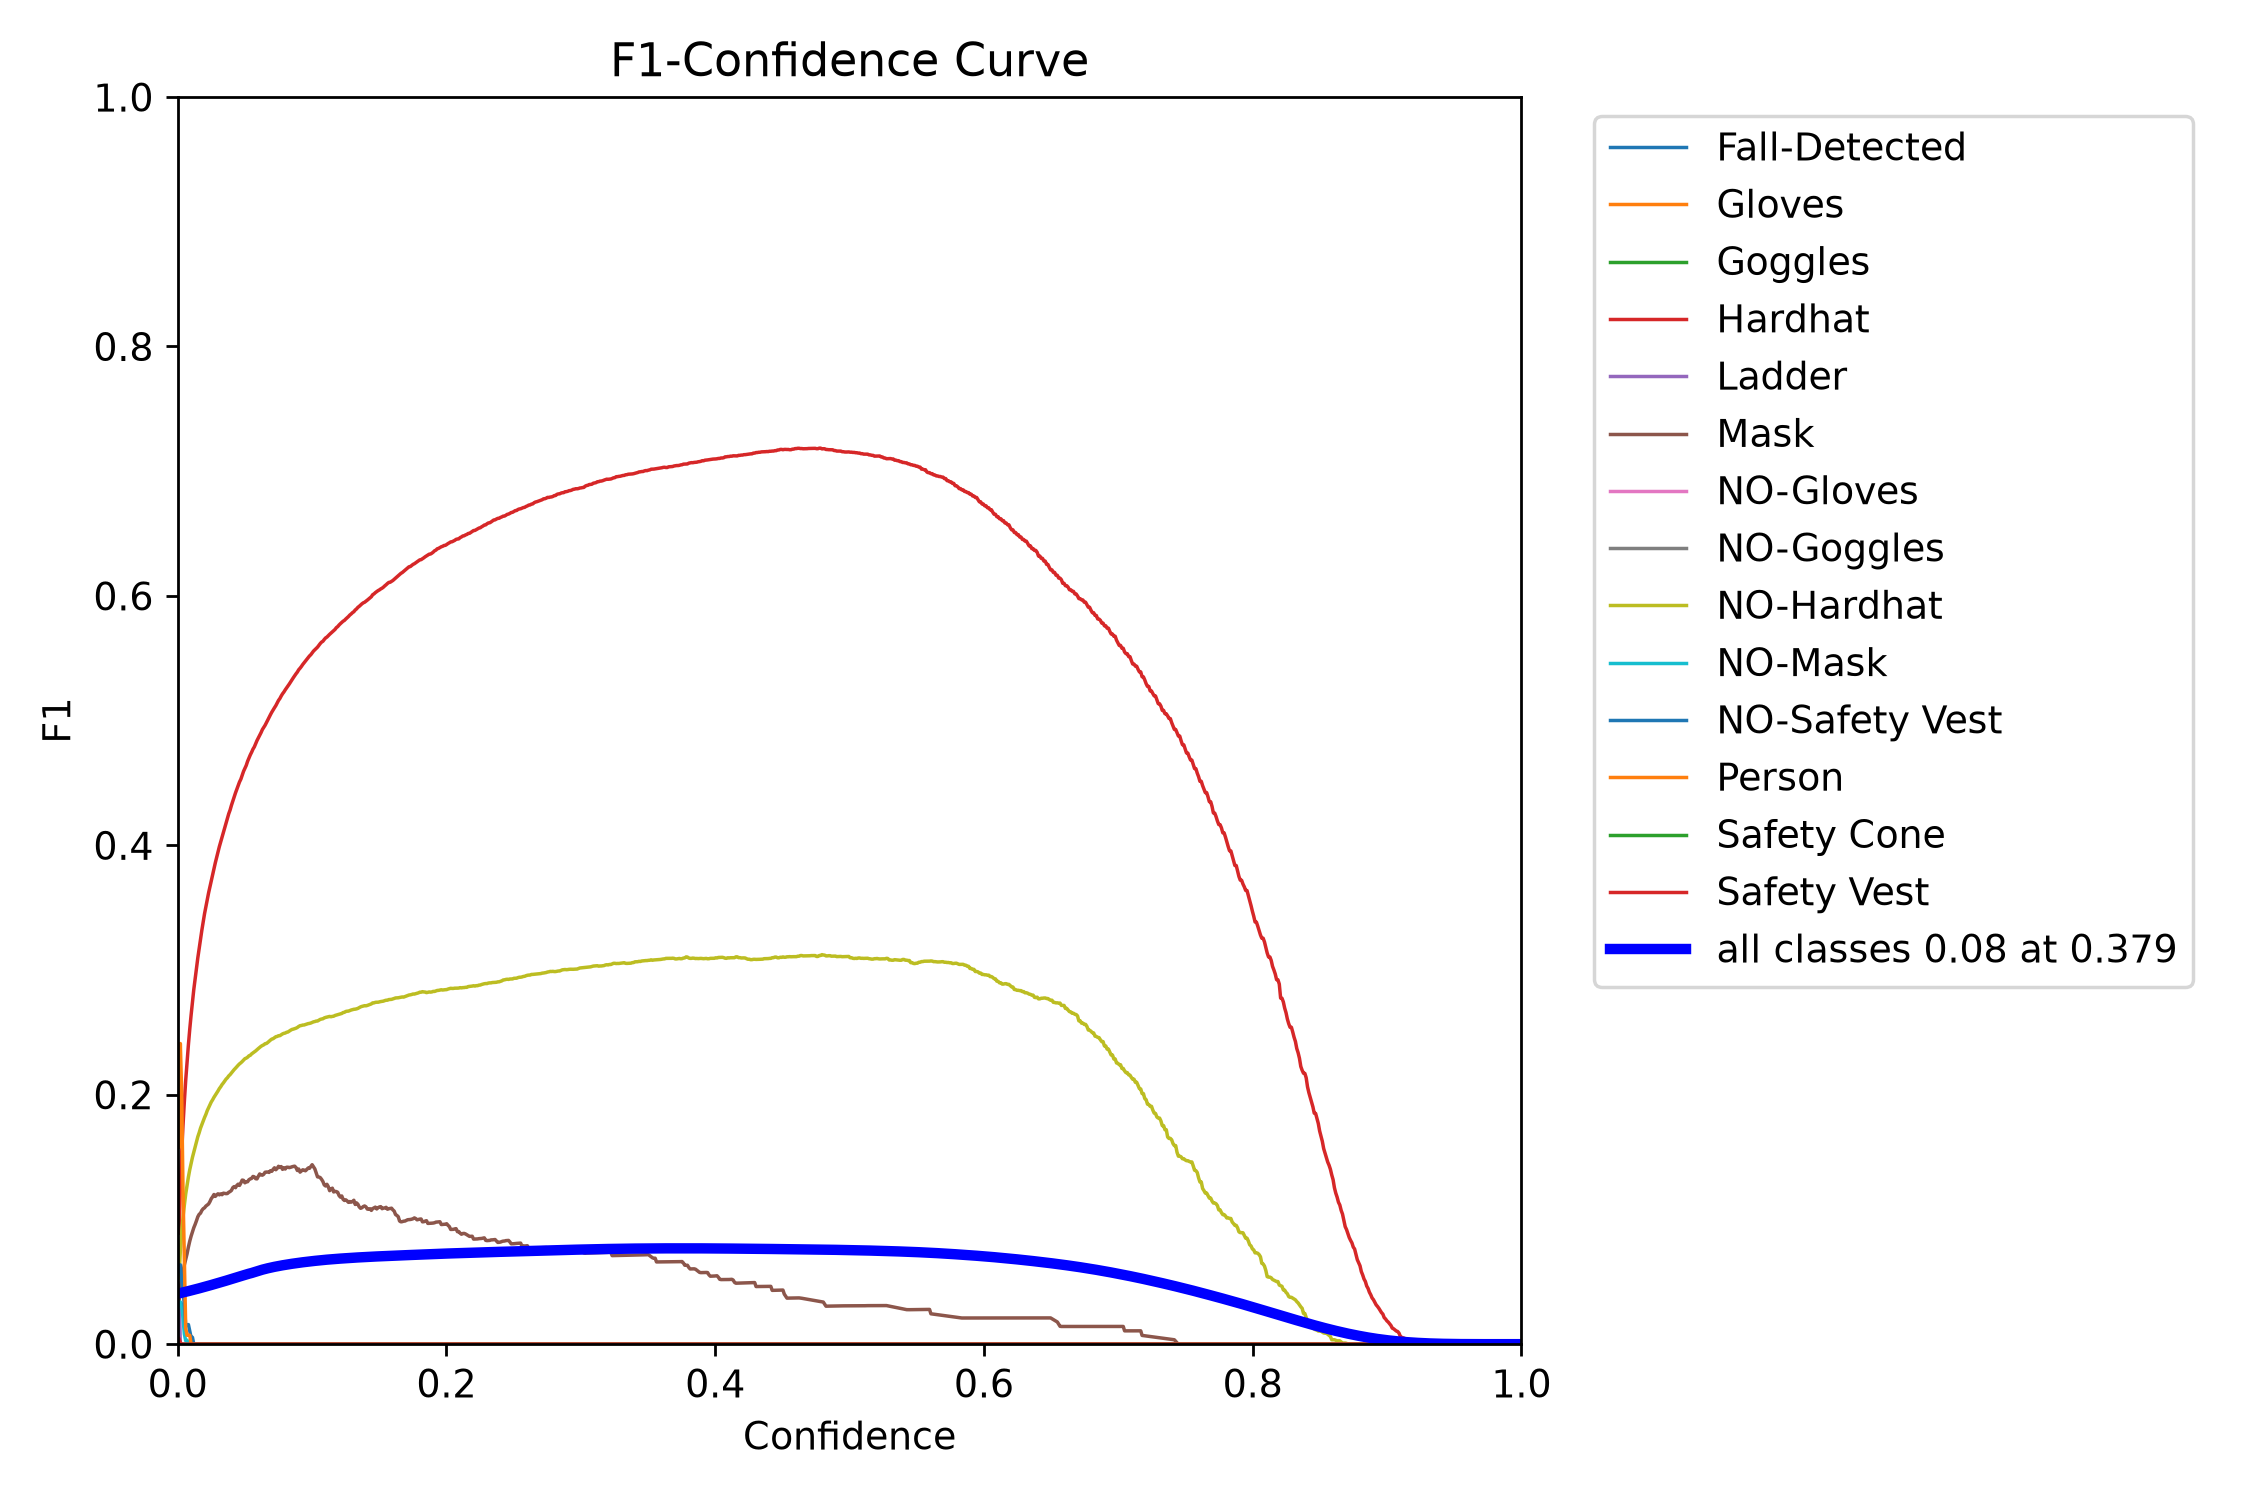 F1-Confidence Curve
1.0
0.8
0.6
0.4
0.2
0.0
F1
0.0 0.2 0.4 0.6 0.8 1.0
Confidence
Fall-Detected
Gloves
Goggles
Hardhat
Ladder
Mask
NO-Gloves
NO-Goggles
NO-Hardhat
NO-Mask
NO-Safety Vest
Person
Safety Cone
Safety Vest
all classes 0.08 at 0.379